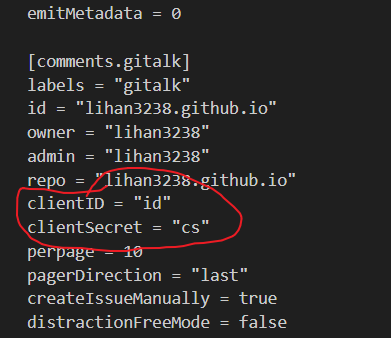 emitMetadata = 0
[comments.gitalk]
labels = "gitalk"
id = "lihan3238.github.io"
owner = "lihan3238"
admin = "lihan3238"
repo = "lihan3238.github.io"
clientID = "id"
clientSecret = "cs"
perpage = 10
pagerDirection = "last"
createIssueManually = true
distractionFreeMode = false